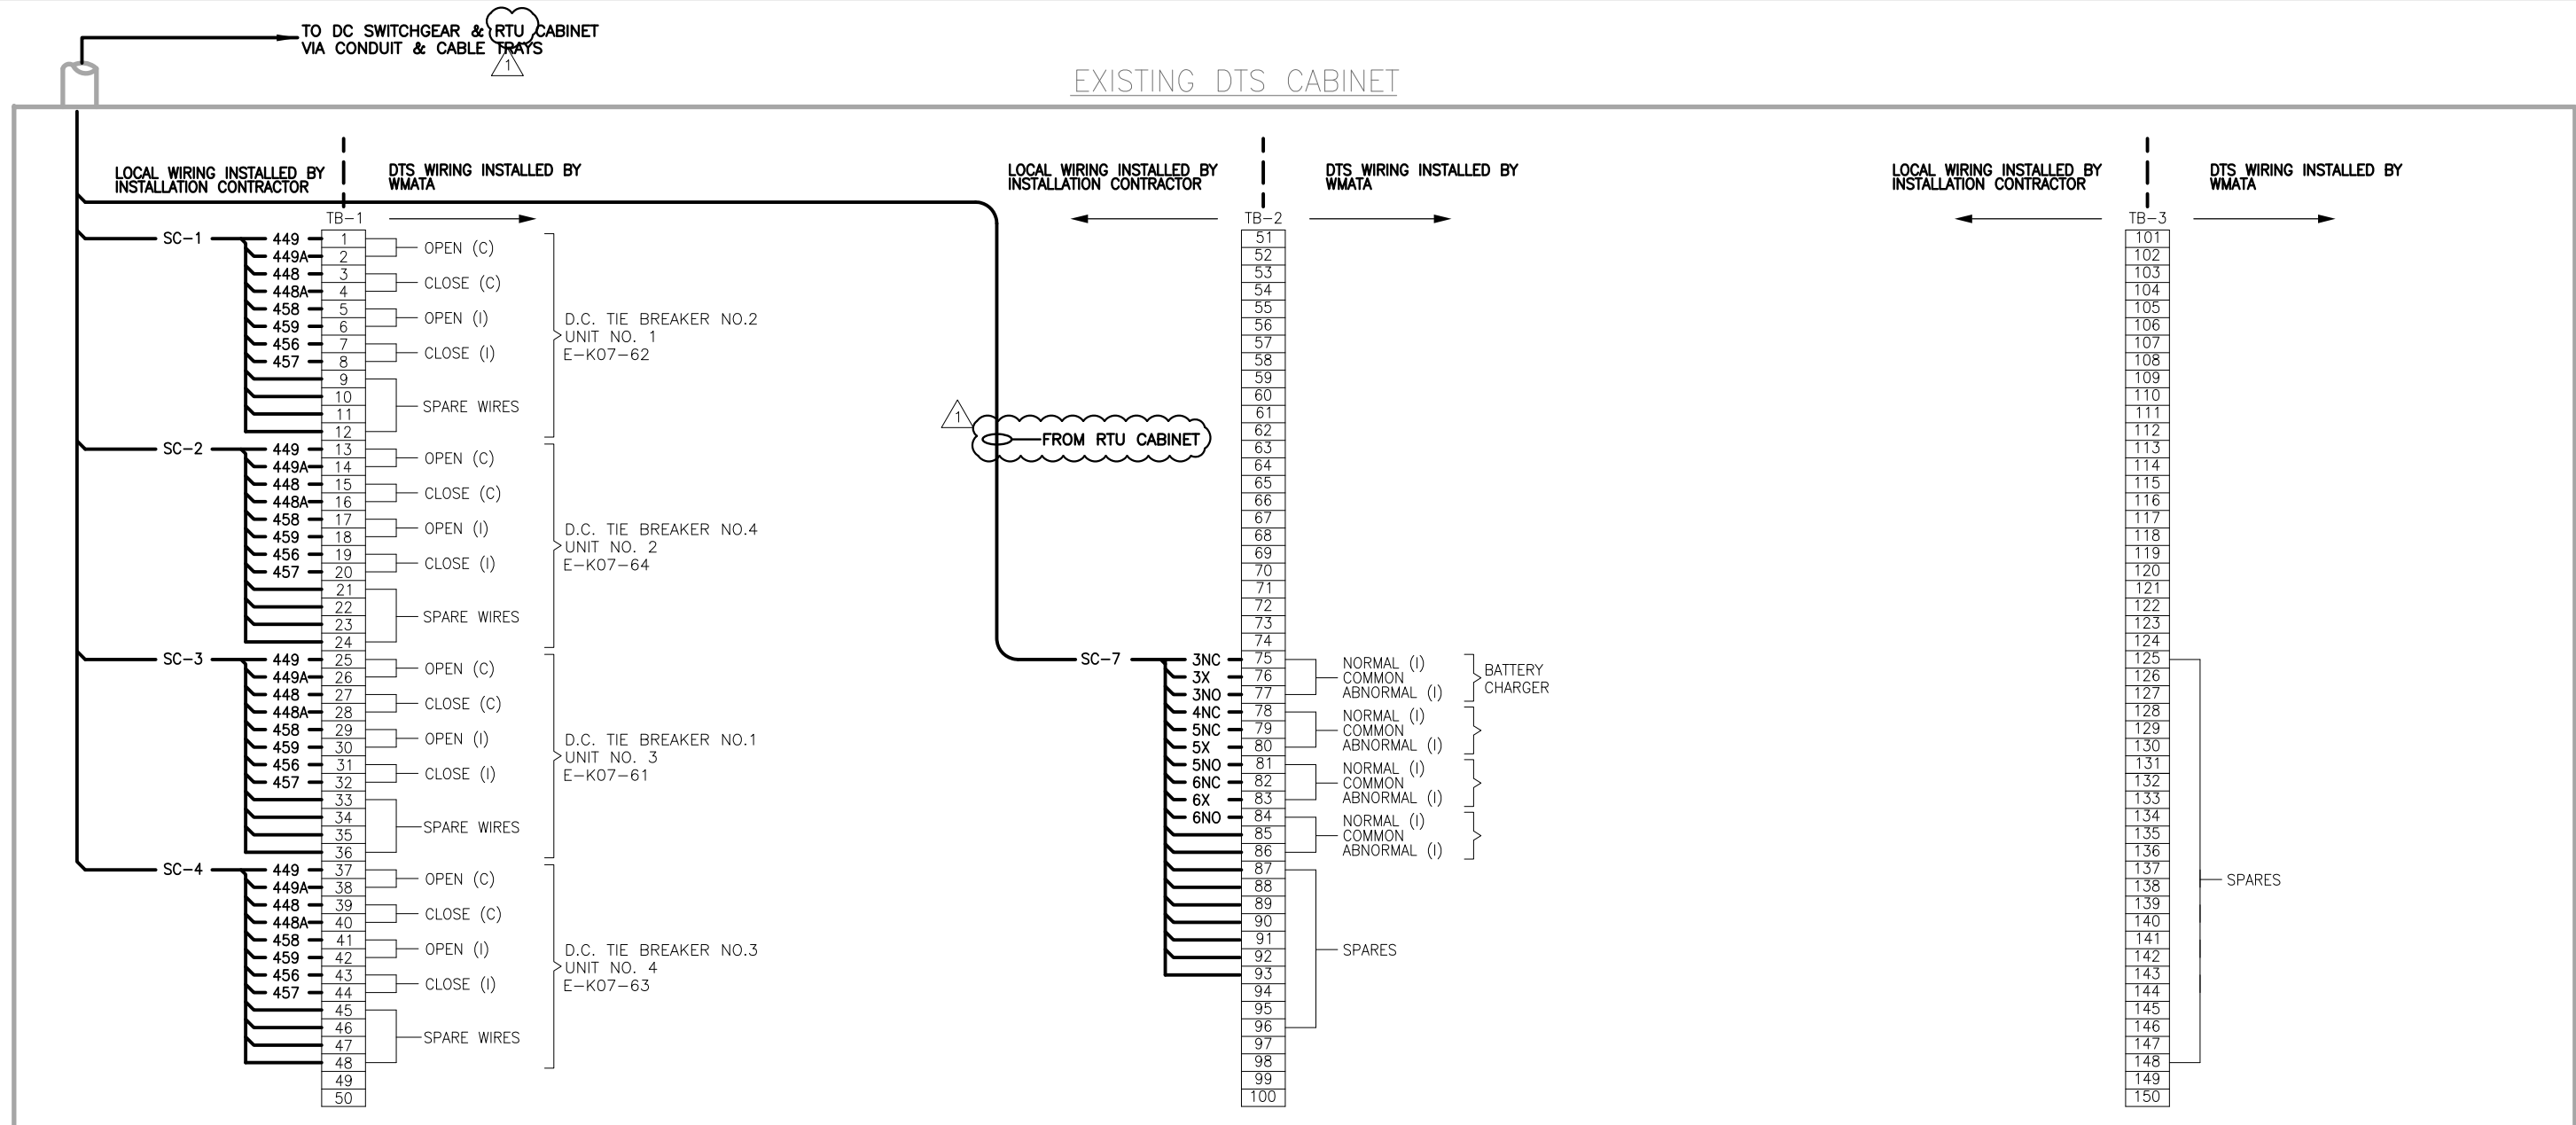 TO DC SWITCHGEAR & RTU CABINET
VIA CONDUIT & CABLE TRAYS
1
EXISTING DTS CABINET
LOCAL WIRING INSTALLED BY
INSTALLATION CONTRACTOR
DTS WIRING INSTALLED BY
WMATA
TB-1
SC-1
449 1
449A 2
OPEN (C)
448 3
448A 4
CLOSE (C)
458 5
459 6
OPEN (I)
456 7
457 8
CLOSE (I)
9
10
11
12
SPARE WIRES
D.C. TIE BREAKER NO.2
UNIT NO. 1
E-K07-62
SC-2
449 13
449A 14
OPEN (C)
448 15
448A 16
CLOSE (C)
458 17
459 18
OPEN (I)
456 19
457 20
CLOSE (I)
21
22
23
24
SPARE WIRES
D.C. TIE BREAKER NO.4
UNIT NO. 2
E-K07-64
SC-3
449 25
449A 26
OPEN (C)
448 27
448A 28
CLOSE (C)
458 29
459 30
OPEN (I)
456 31
457 32
CLOSE (I)
33
34
35
36
SPARE WIRES
D.C. TIE BREAKER NO.1
UNIT NO. 3
E-K07-61
SC-4
449 37
449A 38
OPEN (C)
448 39
448A 40
CLOSE (C)
458 41
459 42
OPEN (I)
456 43
457 44
CLOSE (I)
45
46
47
48
SPARE WIRES
D.C. TIE BREAKER NO.3
UNIT NO. 4
E-K07-63
49
50
LOCAL WIRING INSTALLED BY
INSTALLATION CONTRACTOR
DTS WIRING INSTALLED BY
WMATA
TB-2
51
52
53
54
55
56
57
58
59
60
61
62
63
64
65
66
67
68
69
70
71
72
73
74
1
FROM RTU CABINET
SC-7
3NC 75
3X 76
3NO 77
NORMAL (I)
COMMON
ABNORMAL (I)
BATTERY
CHARGER
4NC 78
5NC 79
5X 80
NORMAL (I)
COMMON
ABNORMAL (I)
5NO 81
6NC 82
6X 83
NORMAL (I)
COMMON
ABNORMAL (I)
6NO 84
85
86
NORMAL (I)
COMMON
ABNORMAL (I)
87
88
89
90
91
92
93
94
95
96
SPARES
97
98
99
100
LOCAL WIRING INSTALLED BY
INSTALLATION CONTRACTOR
DTS WIRING INSTALLED BY
WMATA
TB-3
101
102
103
104
105
106
107
108
109
110
111
112
113
114
115
116
117
118
119
120
121
122
123
124
125
126
127
128
129
130
131
132
133
134
135
136
137
138
139
140
141
142
143
144
145
146
147
148
SPARES
149
150